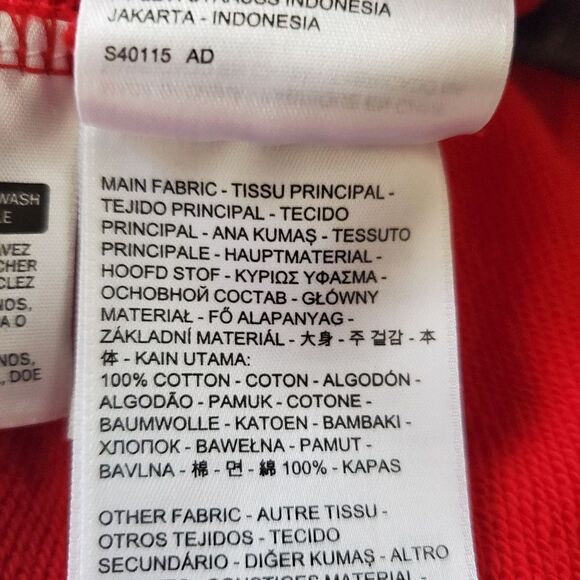 INDONESIA
JAKARTA - INDONESIA
S40115 AD
WASH
MAIN FABRIC - TISSU PRINCIPAL -
TEJIDO PRINCIPAL - TECIDO
PRINCIPAL - ANA KUMAŞ - TESSUTO
PRINCIPALE - HAUPTMATERIAL -
HOOFD STOF - ΚΥΡΙΩΣ ΥΦΑΣΜΑ -
ОСНОВНОЙ СОСТАВ - GŁÓWNY
MATERIAŁ - FŐ ALAPANYAG -
ZÁKLADNÍ MATERIÁL - 大身 - 주 겉감 - 本
体 - KAIN UTAMA:
100% COTTON - COTON - ALGODÓN -
ALGODÃO - PAMUK - COTONE -
BAUMWOLLE - KATOEN - BAMBAKI -
ХЛОПОК - BAWEŁNA - PAMUT -
BAVLNA - 棉 - 면 - 綿 100% - KAPAS
OTHER FABRIC - AUTRE TISSU -
OTROS TEJIDOS - TECIDO
SECUNDÁRIO - DIĞER KUMAŞ - ALTRO